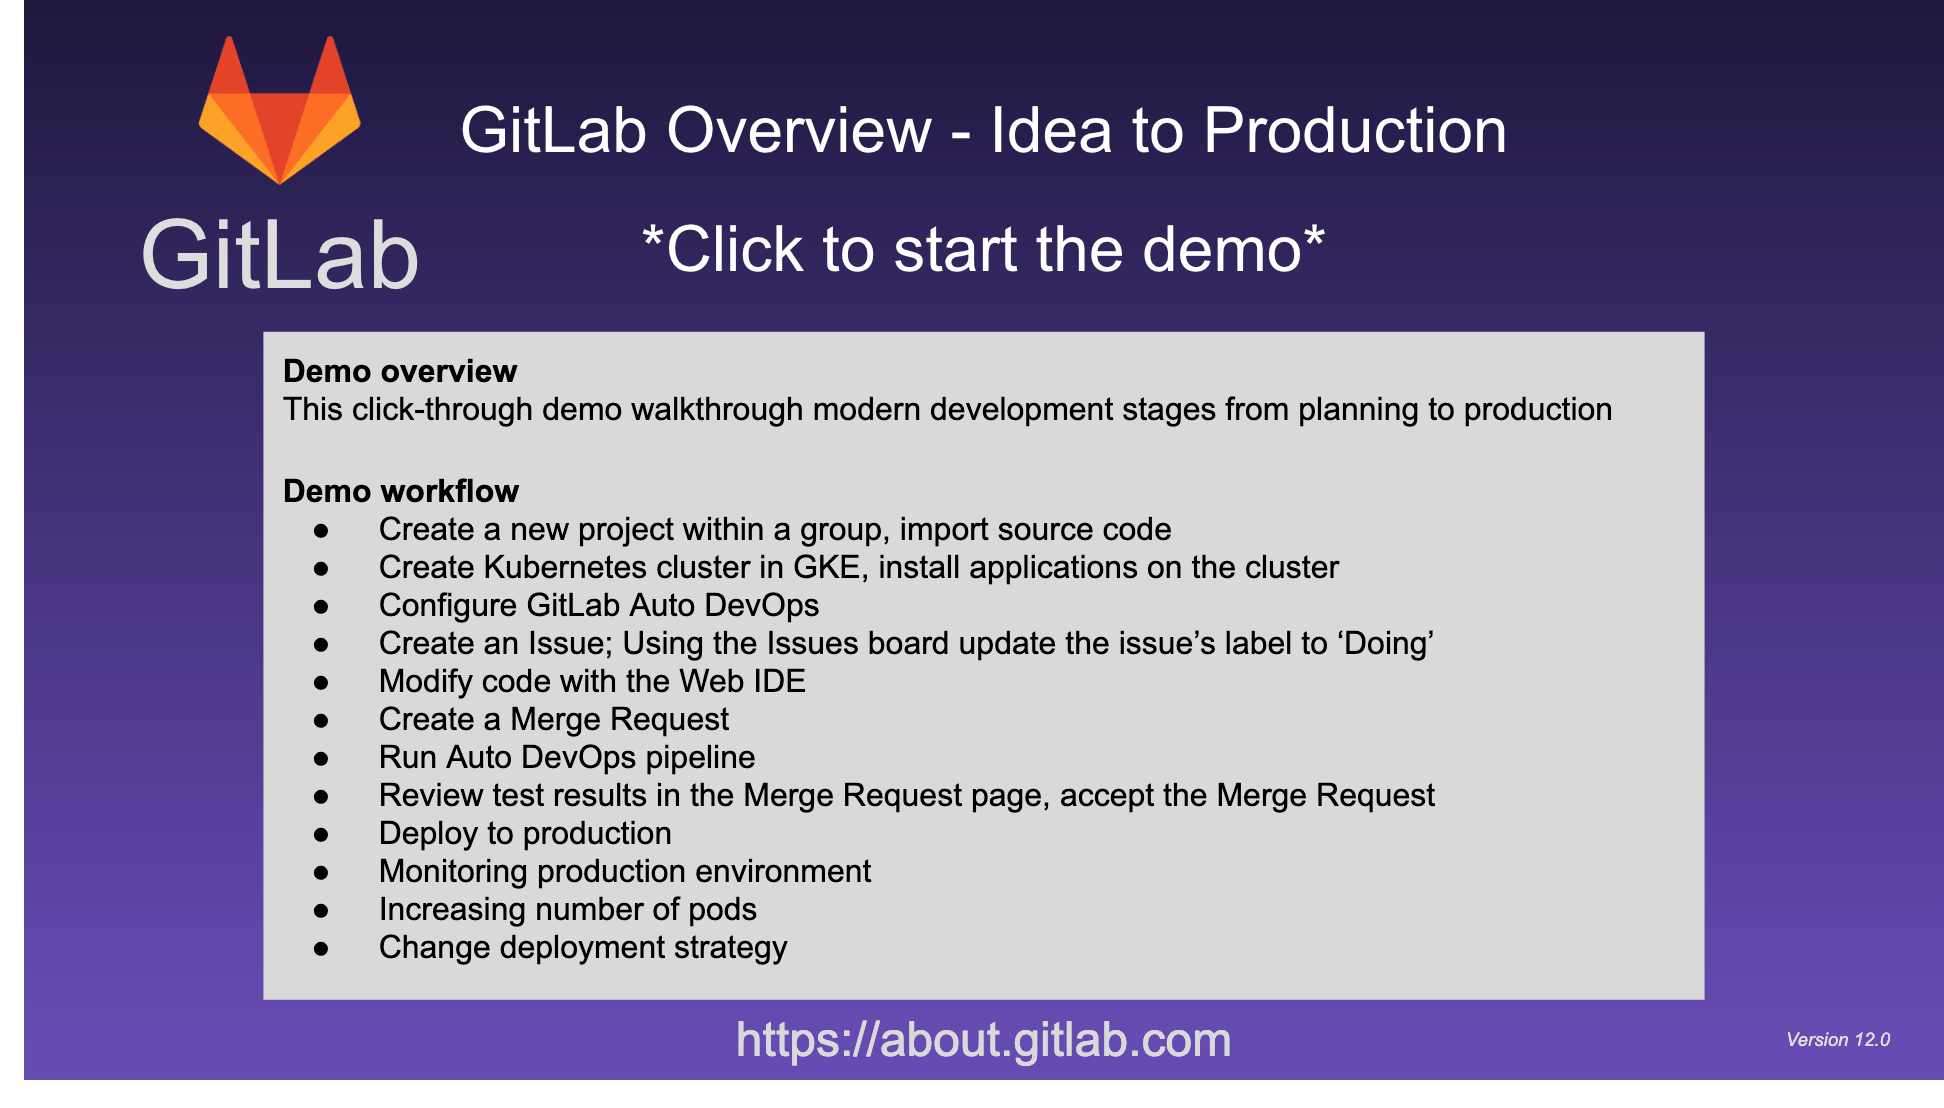 GitLab
GitLab Overview - Idea to Production
*Click to start the demo*
Demo overview
This click-through demo walkthrough modern development stages from planning to production
Demo workflow
● Create a new project within a group, import source code
● Create Kubernetes cluster in GKE, install applications on the cluster
● Configure GitLab Auto DevOps
● Create an Issue; Using the Issues board update the issue’s label to ‘Doing’
● Modify code with the Web IDE
● Create a Merge Request
● Run Auto DevOps pipeline
● Review test results in the Merge Request page, accept the Merge Request
● Deploy to production
● Monitoring production environment
● Increasing number of pods
● Change deployment strategy
https://about.gitlab.com
Version 12.0